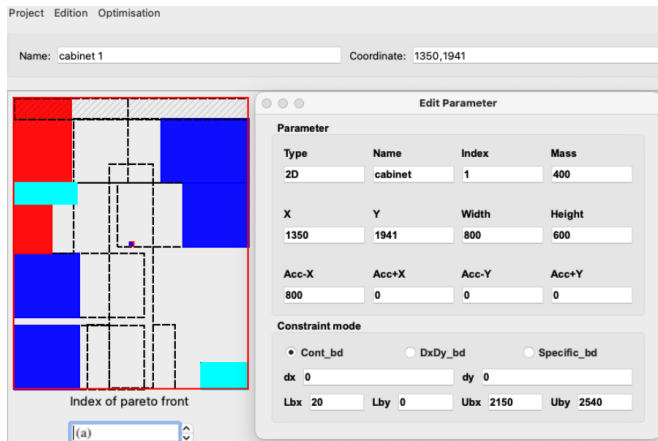 Project Edition Optimisation
Name: cabinet 1 Coordinate: 1350,1941
Edit Parameter
Parameter
Type Name Index Mass
2D cabinet 1 400
X Y Width Height
1350 1941 800 600
Acc-X Acc+X Acc-Y Acc+Y
800 0 0 0
Constraint mode
Cont_bd DxDy_bd Specific_bd
dx 0 dy 0
Lbx 20 Lby 0 Ubx 2150 Uby 2540
Index of pareto front
(a)